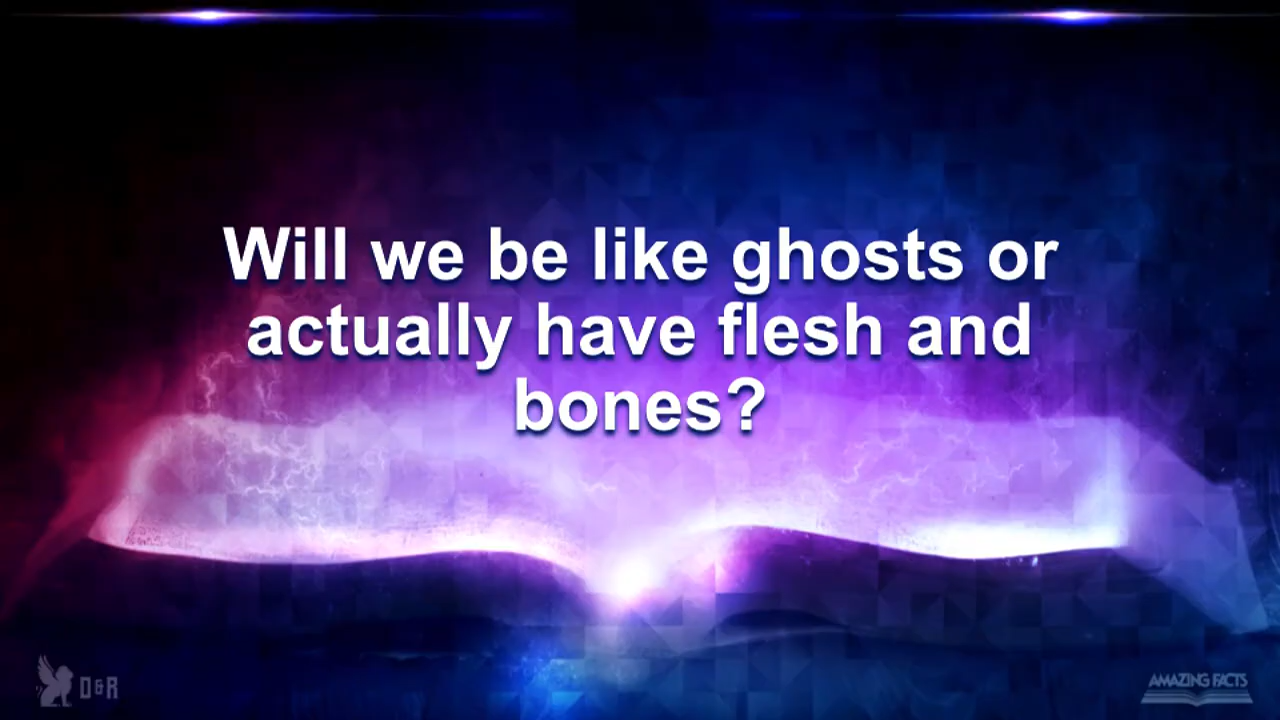 Will we be like ghosts or
actually have flesh and
bones?
D&R
AMAZING FACTS